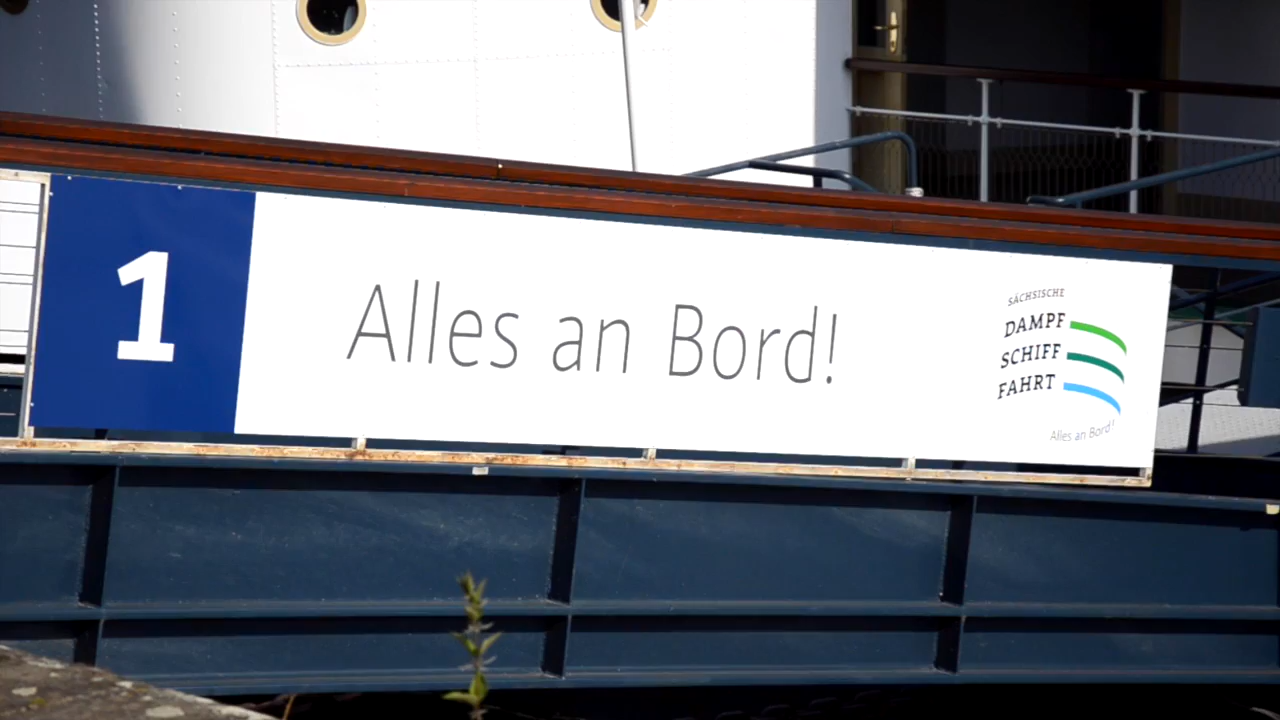 1
Alles an Bord!
SÄCHSISCHE
DAMPF
SCHIFF
FAHRT
Alles an Bord!